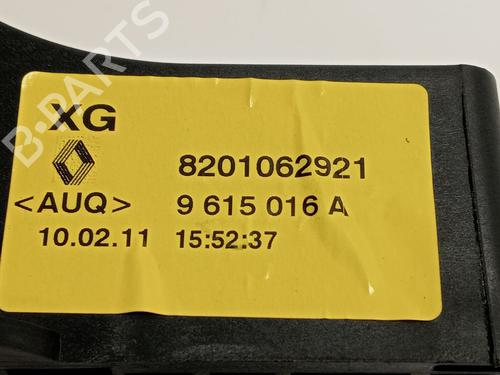 XG
8201062921
<AUQ> 9 615 016 A
10.02.11 15:52:37
B-PARTS